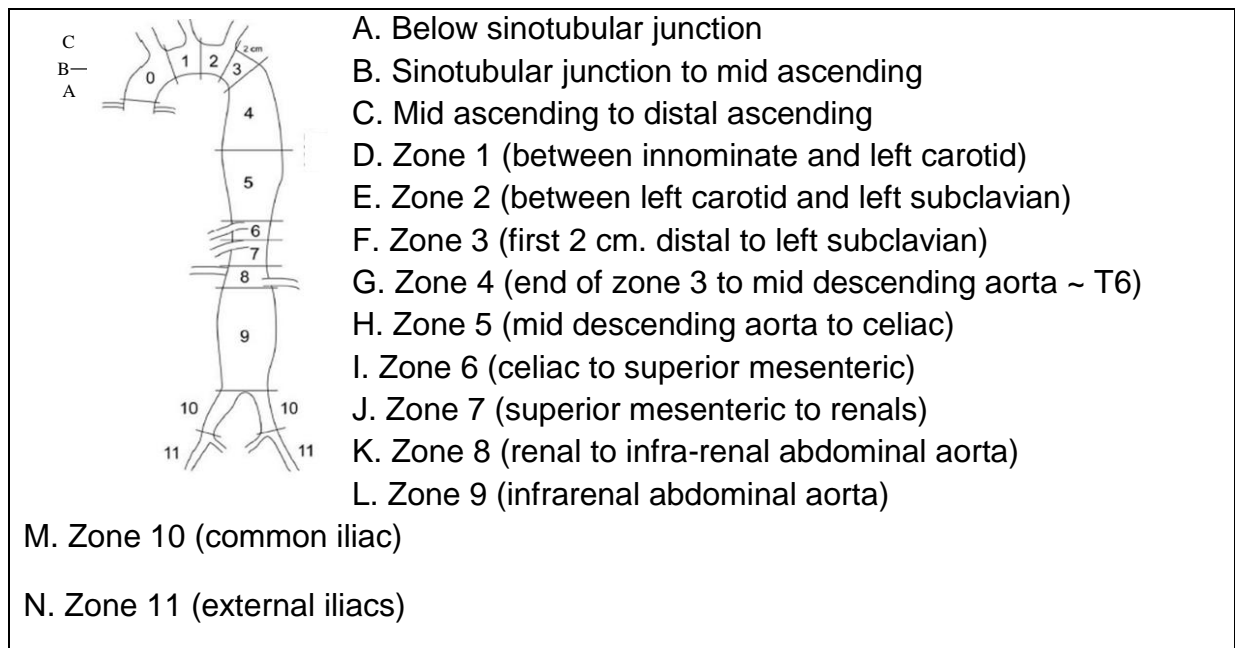 C
B
A
0
1
2
3
2 cm
4
5
6
7
8
9
10
10
11
11
A. Below sinotubular junction
B. Sinotubular junction to mid ascending
C. Mid ascending to distal ascending
D. Zone 1 (between innominate and left carotid)
E. Zone 2 (between left carotid and left subclavian)
F. Zone 3 (first 2 cm. distal to left subclavian)
G. Zone 4 (end of zone 3 to mid descending aorta ~ T6)
H. Zone 5 (mid descending aorta to celiac)
I. Zone 6 (celiac to superior mesenteric)
J. Zone 7 (superior mesenteric to renals)
K. Zone 8 (renal to infra-renal abdominal aorta)
L. Zone 9 (infrarenal abdominal aorta)
M. Zone 10 (common iliac)
N. Zone 11 (external iliacs)